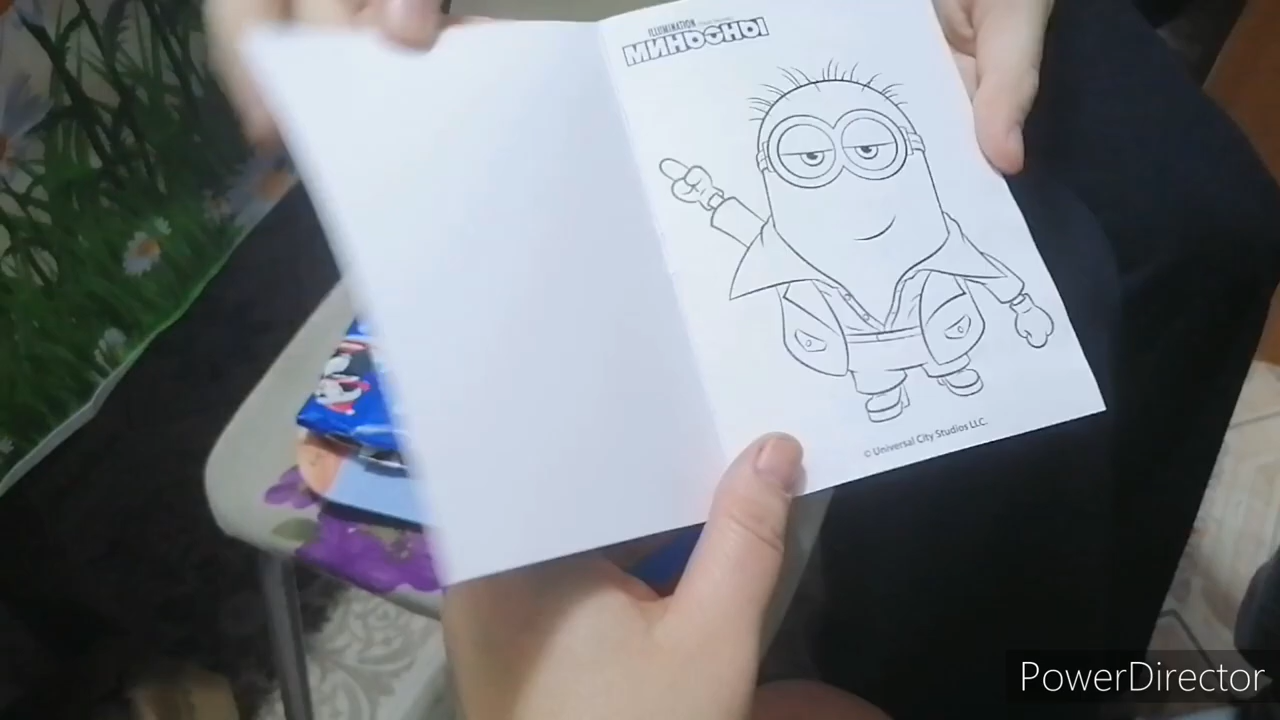 ILLUMINATION
МИНЬОНЫ
© Universal City Studios LLC.
PowerDirector